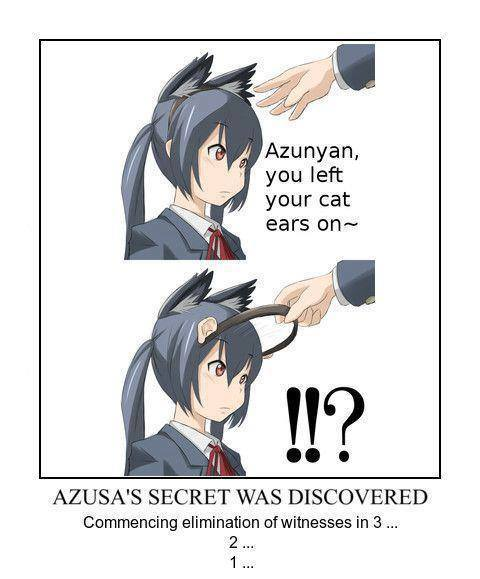 Azunyan,
you left
your cat
ears on~
!!?
AZUSA'S SECRET WAS DISCOVERED
Commencing elimination of witnesses in 3 ...
2 ...
1 ...